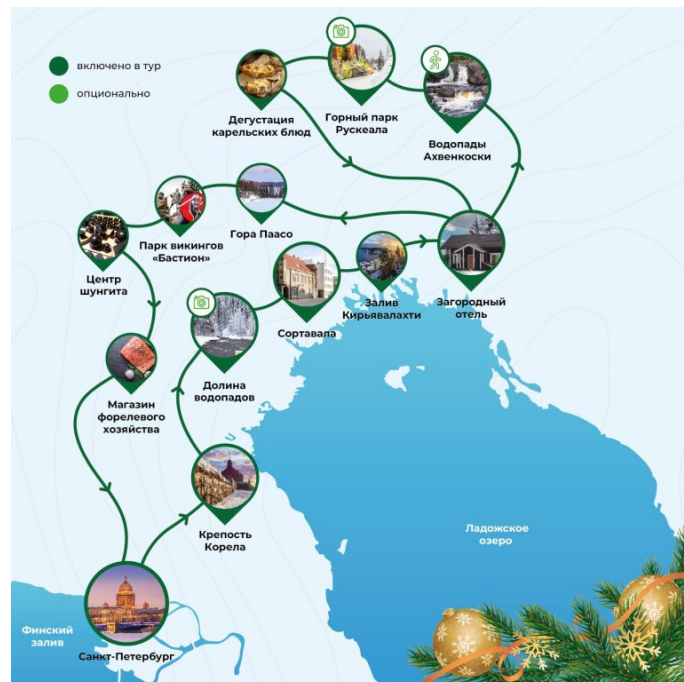 включено в тур
опционально
Дегустация
карельских блюд
Горный парк
Рускеала
Водопады
Ахвенкоски
Гора Паасо
Парк викингов
«Бастион»
Центр
шунгита
Сортавала
Залив
Кирьявалахти
Загородный
отель
Долина
водопадов
Магазин
форелевого
хозяйства
Крепость
Корела
Ладожское
озеро
Финский
залив
Санкт-Петербург